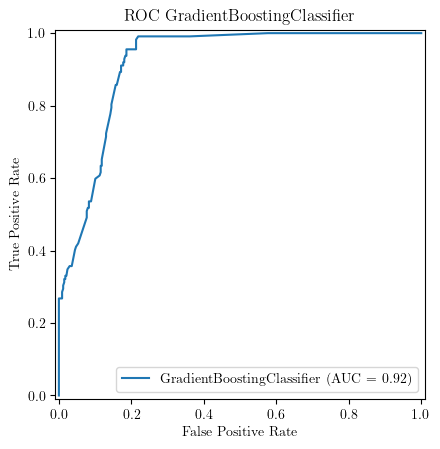 ROC GradientBoostingClassifier
1.0
0.8
0.6
0.4
0.2
0.0
True Positive Rate
GradientBoostingClassifier (AUC = 0.92)
0.0 0.2 0.4 0.6 0.8 1.0
False Positive Rate